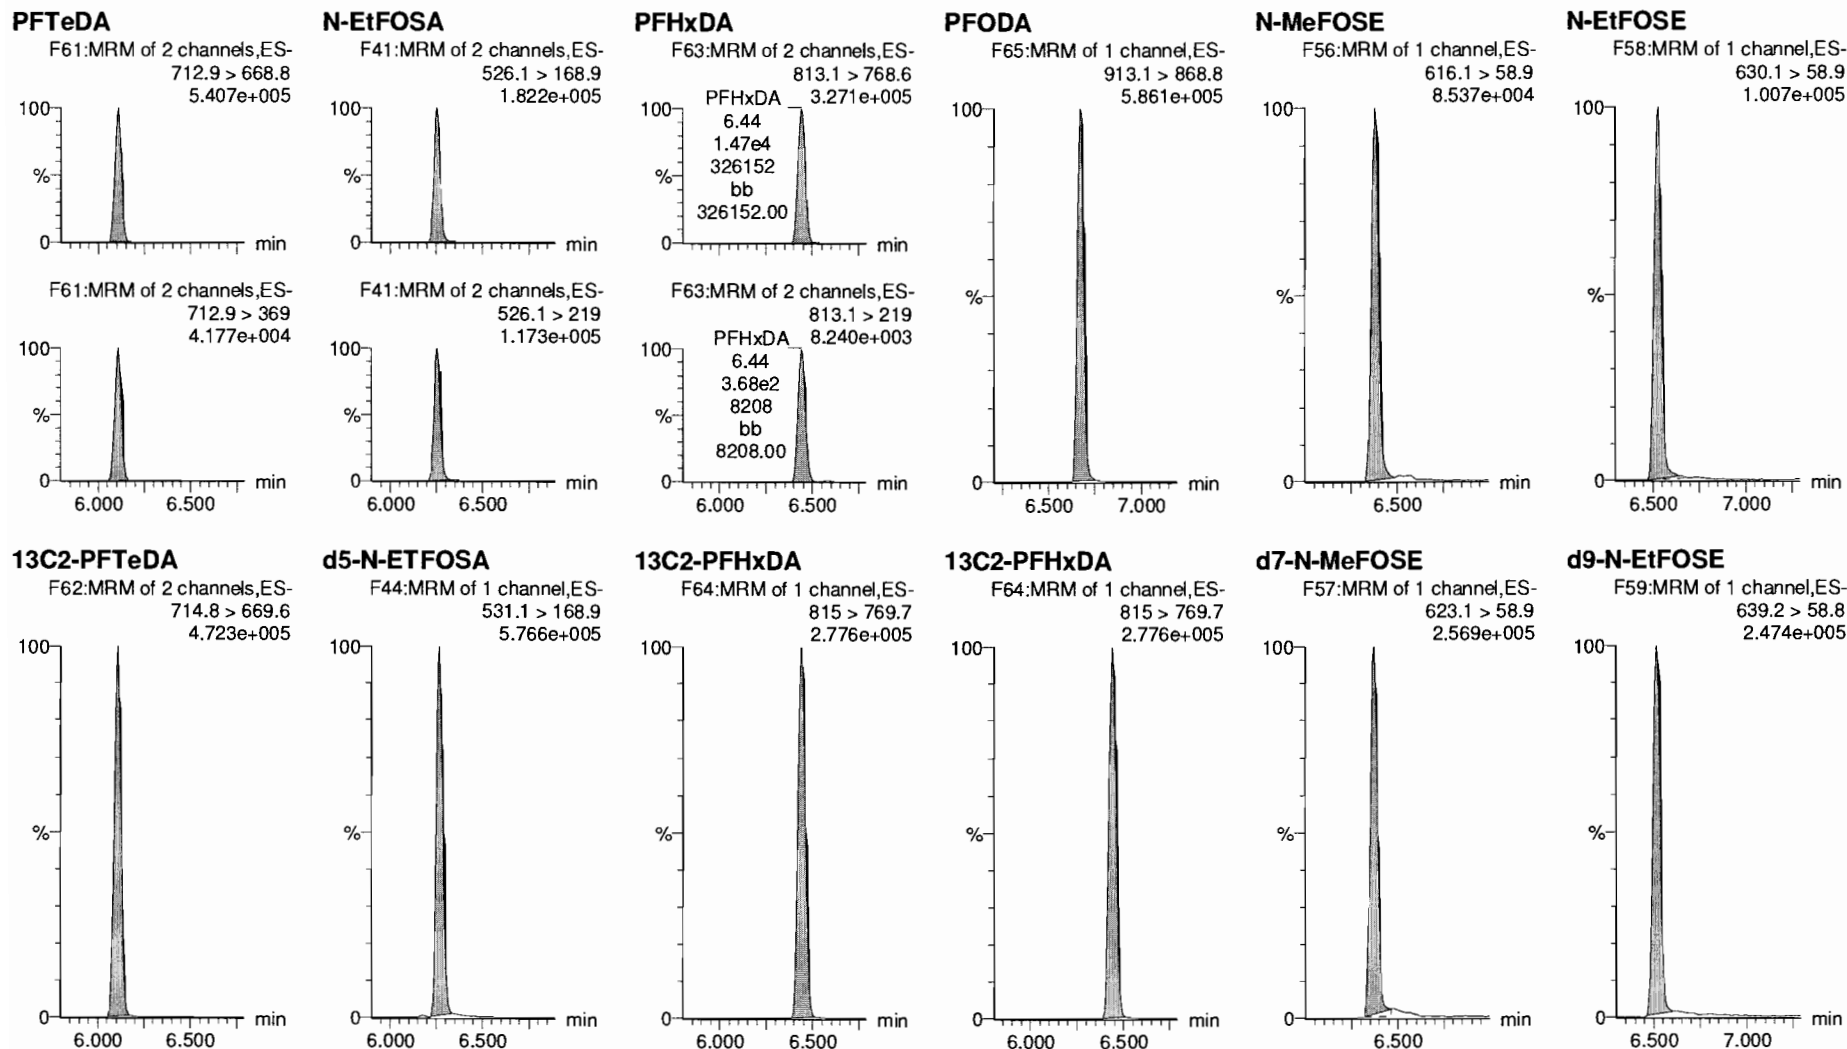 PFTeDA
F61:MRM of 2 channels,ES-
712.9 > 668.8
5.407e+005
100
%
0
min
F61:MRM of 2 channels,ES-
712.9 > 369
4.177e+004
100
%
0
min
6.000 6.500
N-EtFOSA
F41:MRM of 2 channels,ES-
526.1 > 168.9
1.822e+005
100
%
0
min
F41:MRM of 2 channels,ES-
526.1 > 219
1.173e+005
100
%
0
min
6.000 6.500
PFHxDA
F63:MRM of 2 channels,ES-
813.1 > 768.6
3.271e+005
PFHxDA
6.44
1.47e4
326152
bb
326152.00
100
%
0
min
F63:MRM of 2 channels,ES-
813.1 > 219
8.240e+003
PFHxDA
6.44
3.68e2
8208
bb
8208.00
100
%
0
min
6.000 6.500
PFODA
F65:MRM of 1 channel,ES-
913.1 > 868.8
5.861e+005
100
%
0
min
6.500 7.000
N-MeFOSE
F56:MRM of 1 channel,ES-
616.1 > 58.9
8.537e+004
100
%
0
min
6.500
N-EtFOSE
F58:MRM of 1 channel,ES-
630.1 > 58.9
1.007e+005
100
%
0
min
6.500 7.000
13C2-PFTeDA
F62:MRM of 2 channels,ES-
714.8 > 669.6
4.723e+005
100
%
0
min
6.000 6.500
d5-N-ETFOSA
F44:MRM of 1 channel,ES-
531.1 > 168.9
5.766e+005
100
%
0
min
6.000 6.500
13C2-PFHxDA
F64:MRM of 1 channel,ES-
815 > 769.7
2.776e+005
100
%
0
min
6.000 6.500
13C2-PFHxDA
F64:MRM of 1 channel,ES-
815 > 769.7
2.776e+005
100
%
0
min
6.000 6.500
d7-N-MeFOSE
F57:MRM of 1 channel,ES-
623.1 > 58.9
2.569e+005
100
%
0
min
6.500
d9-N-EtFOSE
F59:MRM of 1 channel,ES-
639.2 > 58.8
2.474e+005
100
%
0
min
6.500 7.000